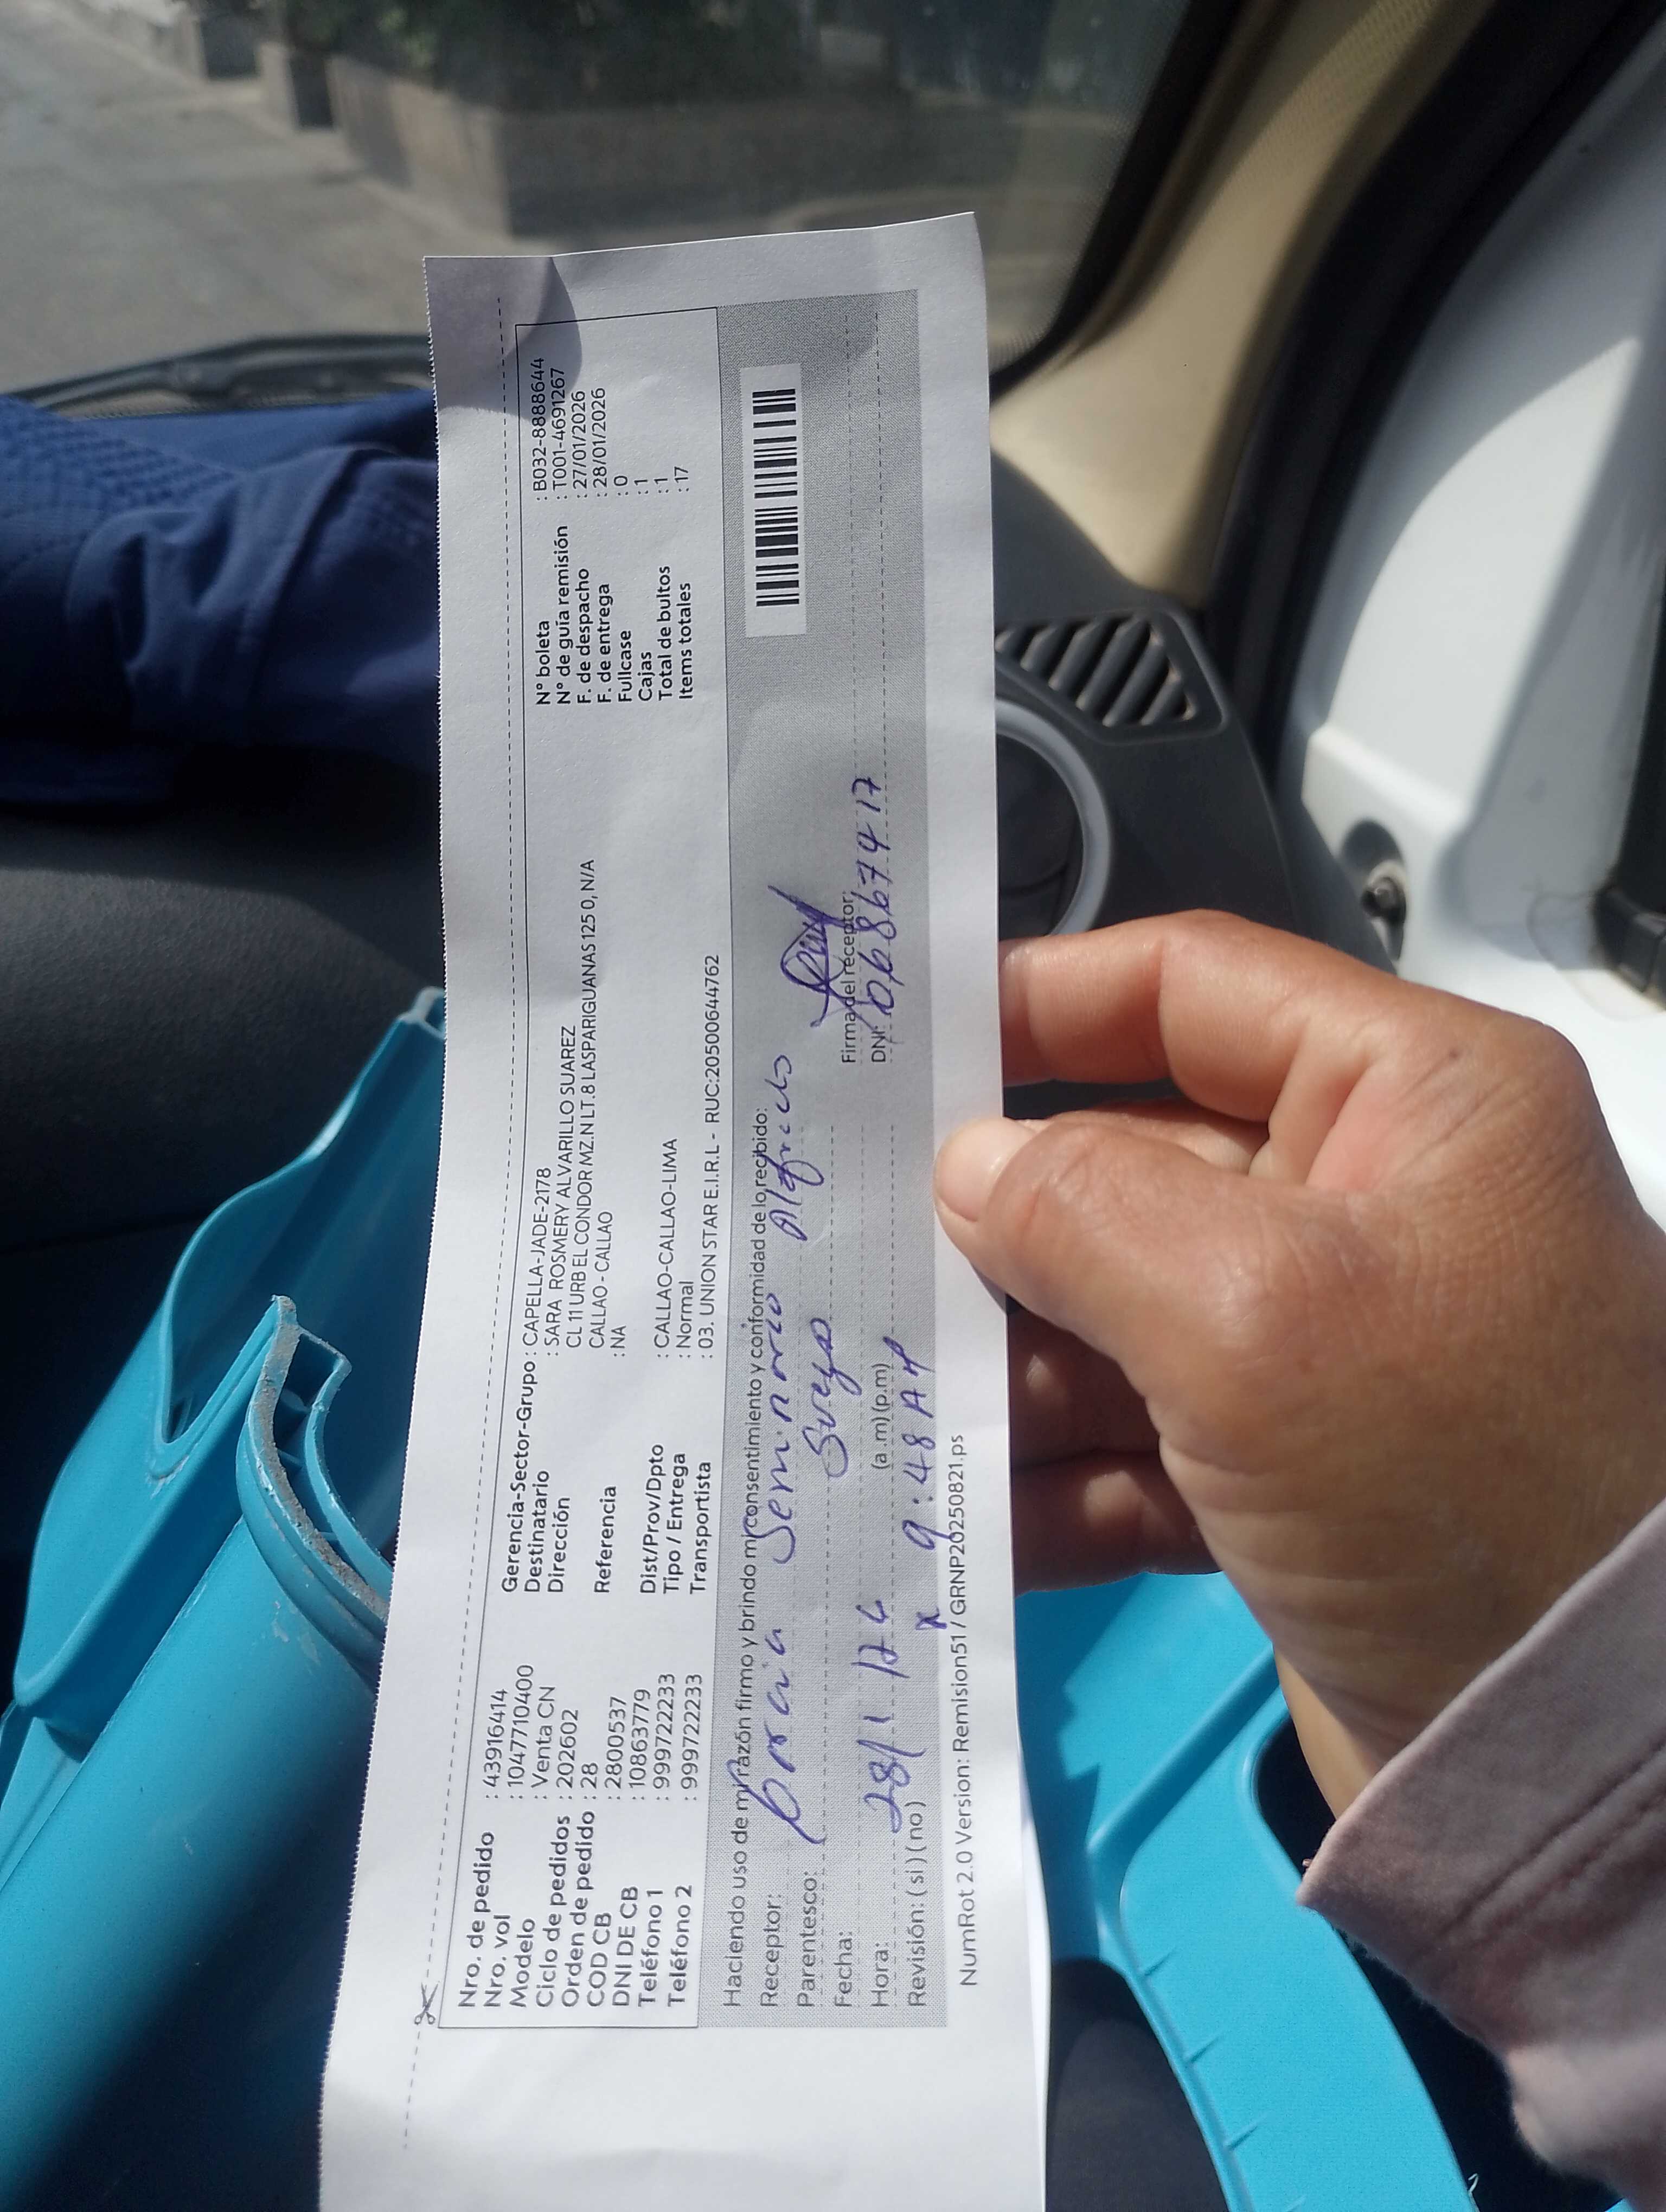 Nro. de pedido : 43916414
Nro. vol : 1047710400
Modelo : Venta CN
Ciclo de pedidos : 202602
Orden de pedido : 28
COD CB : 2800537
DNI DE CB : 10863779
Teléfono 1 : 999722233
Teléfono 2 : 999722233
Gerencia-Sector-Grupo : CAPELLA-JADE-2178
Destinatario : SARA ROSMERY ALVARILLO SUAREZ
Dirección CL 11 URB EL CONDOR MZ.N LT.8 LASPARIGUANAS 125 0, N/A
CALLAO - CALLAO
Referencia : NA
Dist/Prov/Dpto : CALLAO-CALLAO-LIMA
Tipo / Entrega : Normal
Transportista : 03. UNION STAR E.I.R.L - RUC:20500644762
N° boleta : B032-8888644
N° de guía remisión : T001-4691267
F. de despacho : 27/01/2026
F. de entrega : 28/01/2026
Fullcase : 0
Cajas : 1
Total de bultos : 1
Items totales : 17
Haciendo uso de mi razón firmo y brindo mi consentimiento y conformidad de lo recibido:
Receptor: Seminario Alfredo
Parentesco: Suegro
Fecha: 28/1
Firma del receptor:
Hora: (a.m) (p.m)
DNI:
Revisión: ( si ) ( no ) x 9:48 AM
NumRot 2.0 Version: Remision51 / GRNP20250821.ps